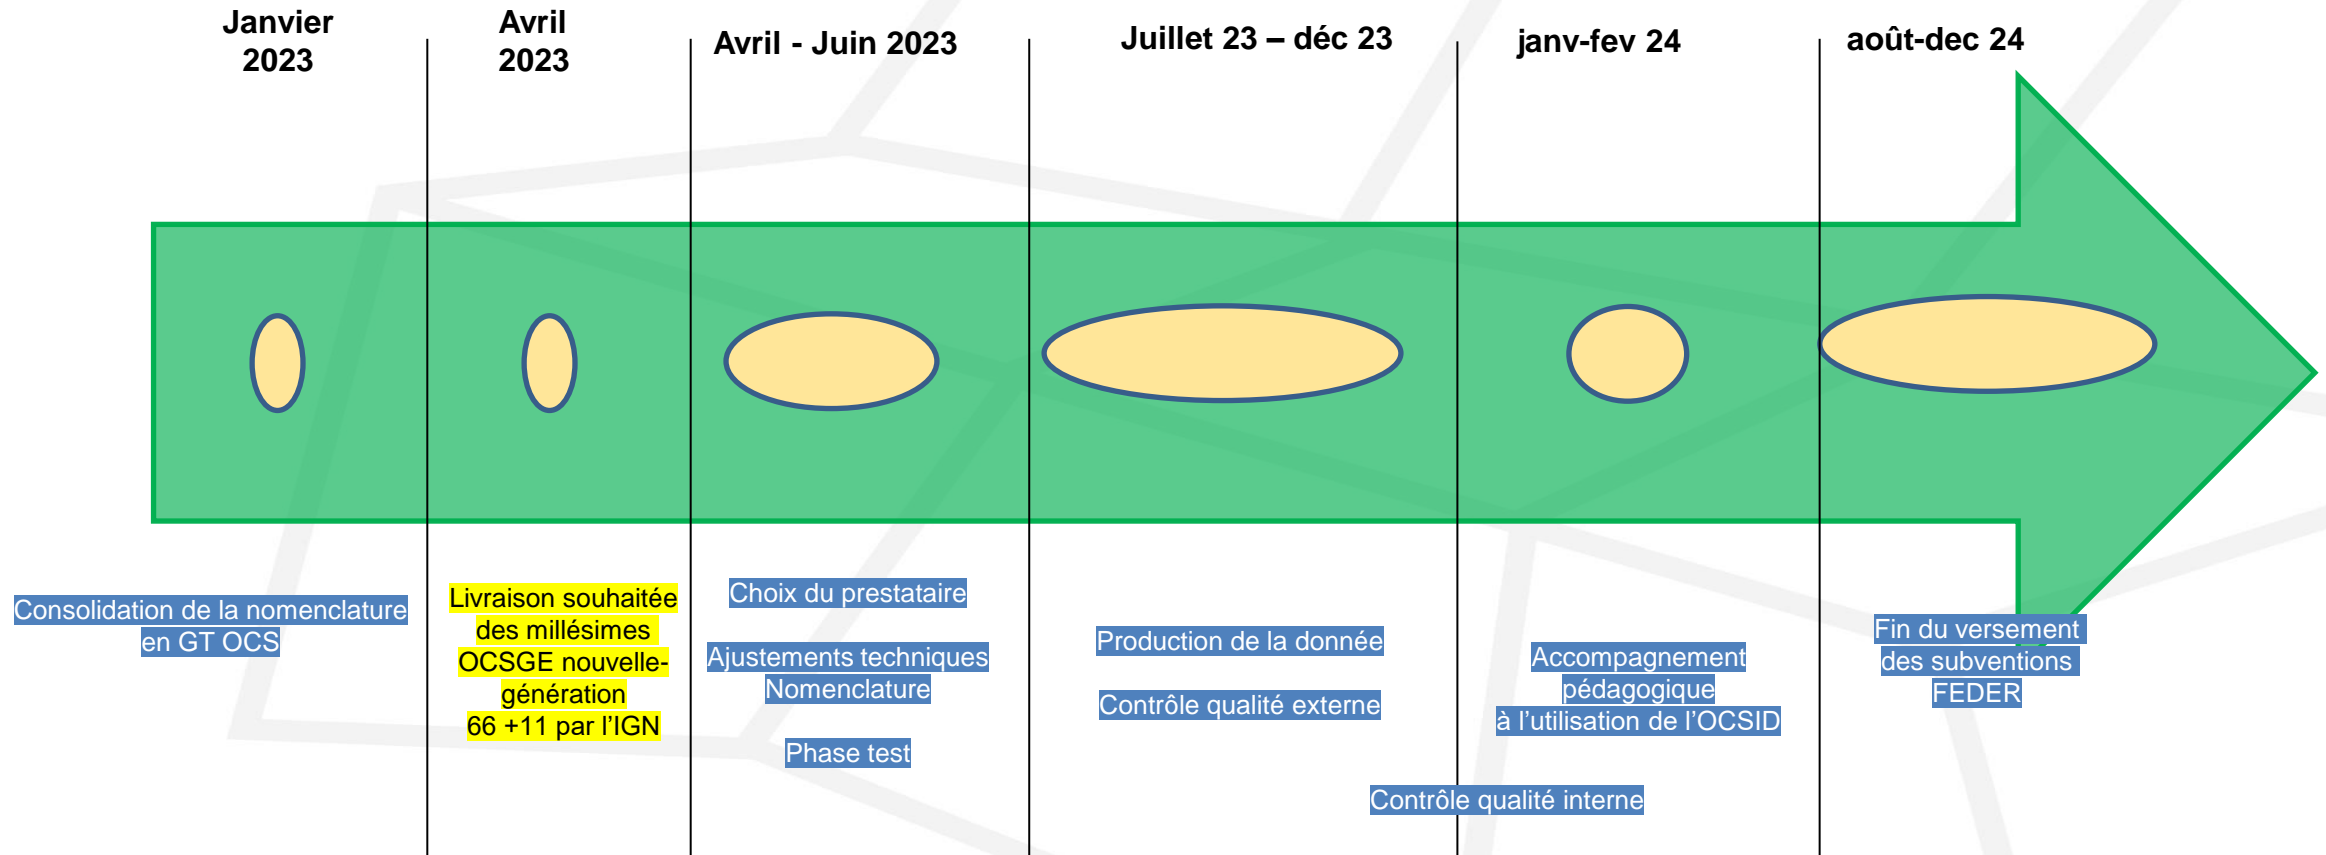 Janvier
2023
Avril
2023
Avril - Juin 2023
Juillet 23 – déc 23
janv-fev 24
août-dec 24
Consolidation de la nomenclature
en GT OCS
Livraison souhaitée
des millésimes
OCSGE nouvelle-
génération
66 +11 par l’IGN
Choix du prestataire
Ajustements techniques
Nomenclature
Phase test
Production de la donnée
Contrôle qualité externe
Contrôle qualité interne
Accompagnement
pédagogique
à l’utilisation de l’OCSID
Fin du versement
des subventions
FEDER